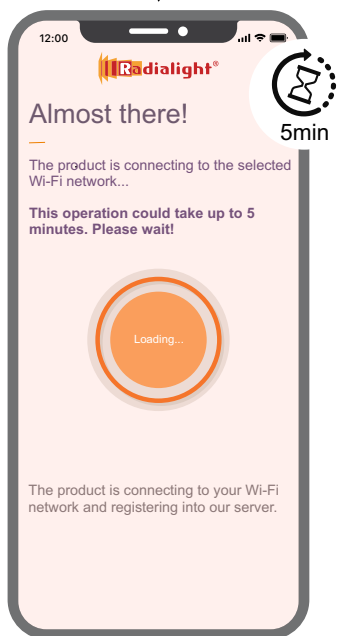 12:00
Radialight®
5min
Almost there!
The product is connecting to the selected
Wi-Fi network...
This operation could take up to 5
minutes. Please wait!
Loading...
The product is connecting to your Wi-Fi
network and registering into our server.